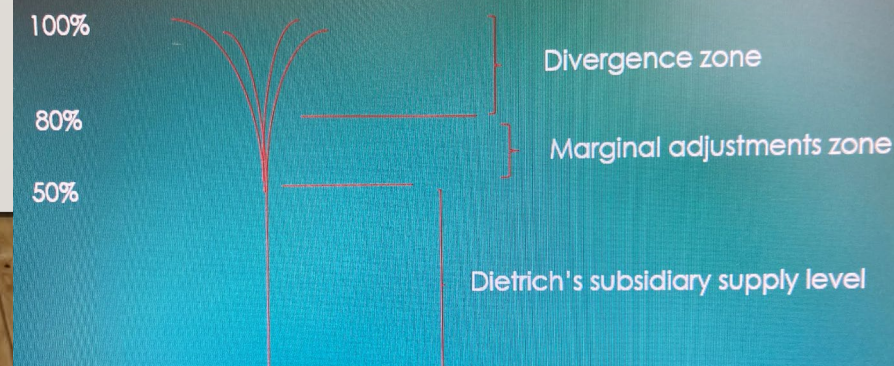 100%
Divergence zone
80%
Marginal adjustments zone
50%
Dietrich's subsidiary supply level